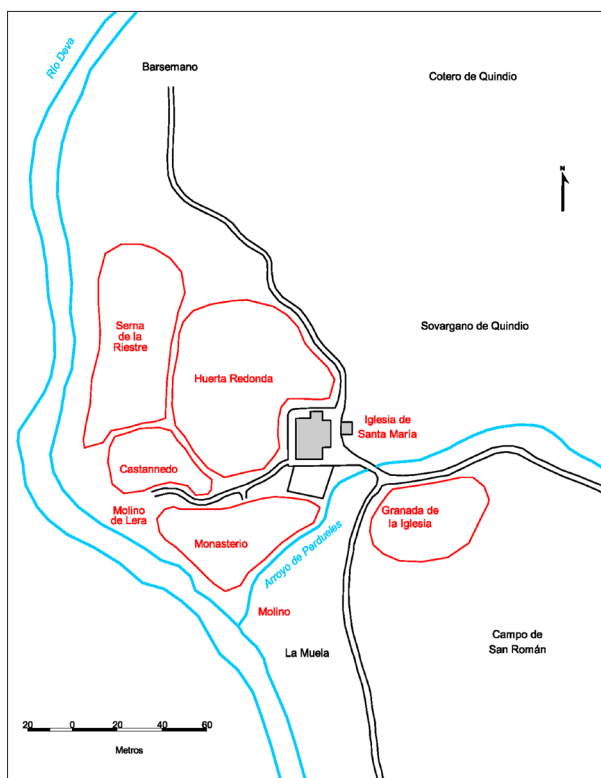 Río Deva
Barsemano
Cotero de Quindio
N
Serna
de la
Riestre
Sovargano de Quindio
Huerta Redonda
Iglesia de
Santa María
Castannedo
Molino
de Lera
Granada de
la Iglesia
Monasterio
Arroyo de Perdueles
Molino
La Muela
Campo de
San Román
20 0 20 40 60
Metros